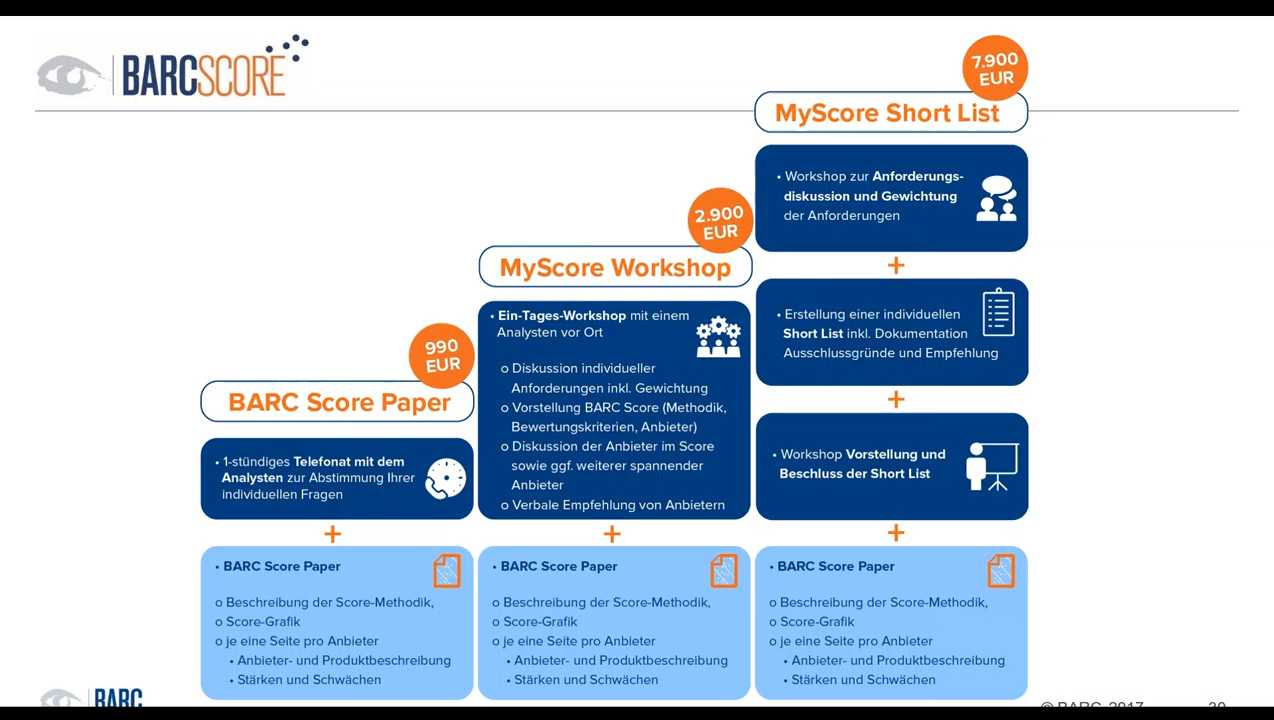 BARCSCORE
7.900
EUR
MyScore Short List
• Workshop zur Anforderungs-
diskussion und Gewichtung
der Anforderungen
+
• Erstellung einer individuellen
Short List inkl. Dokumentation
Ausschlussgründe und Empfehlung
+
• Workshop Vorstellung und
Beschluss der Short List
+
• BARC Score Paper
o Beschreibung der Score-Methodik,
o Score-Grafik
o je eine Seite pro Anbieter
• Anbieter- und Produktbeschreibung
• Stärken und Schwächen
2.900
EUR
MyScore Workshop
• Ein-Tages-Workshop mit einem
Analysten vor Ort
o Diskussion individueller
Anforderungen inkl. Gewichtung
o Vorstellung BARC Score (Methodik,
Bewertungskriterien, Anbieter)
o Diskussion der Anbieter im Score
sowie ggf. weiterer spannender
Anbieter
o Verbale Empfehlung von Anbietern
+
• BARC Score Paper
o Beschreibung der Score-Methodik,
o Score-Grafik
o je eine Seite pro Anbieter
• Anbieter- und Produktbeschreibung
• Stärken und Schwächen
990
EUR
BARC Score Paper
• 1-stündiges Telefonat mit dem
Analysten zur Abstimmung Ihrer
individuellen Fragen
+
• BARC Score Paper
o Beschreibung der Score-Methodik,
o Score-Grafik
o je eine Seite pro Anbieter
• Anbieter- und Produktbeschreibung
• Stärken und Schwächen
BARC
© BARC 2017
30